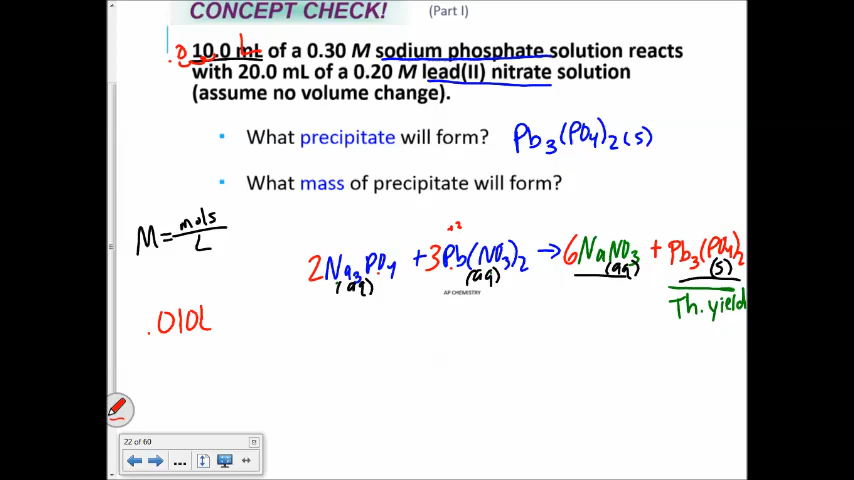 CONCEPT CHECK! (Part I)
.0 10.0 mL of a 0.30 M sodium phosphate solution reacts
L
with 20.0 mL of a 0.20 M lead(II) nitrate solution
(assume no volume change).
▪ What precipitate will form? Pb₃(PO₄)₂(s)
▪ What mass of precipitate will form?
M = mols/L
+2
2Na₃PO₄ + 3Pb(NO₃)₂ → 6NaNO₃ + Pb₃(PO₄)₂
(aq) (aq) (aq) (s)
AP CHEMISTRY
Th. yield
.010L
22 of 60